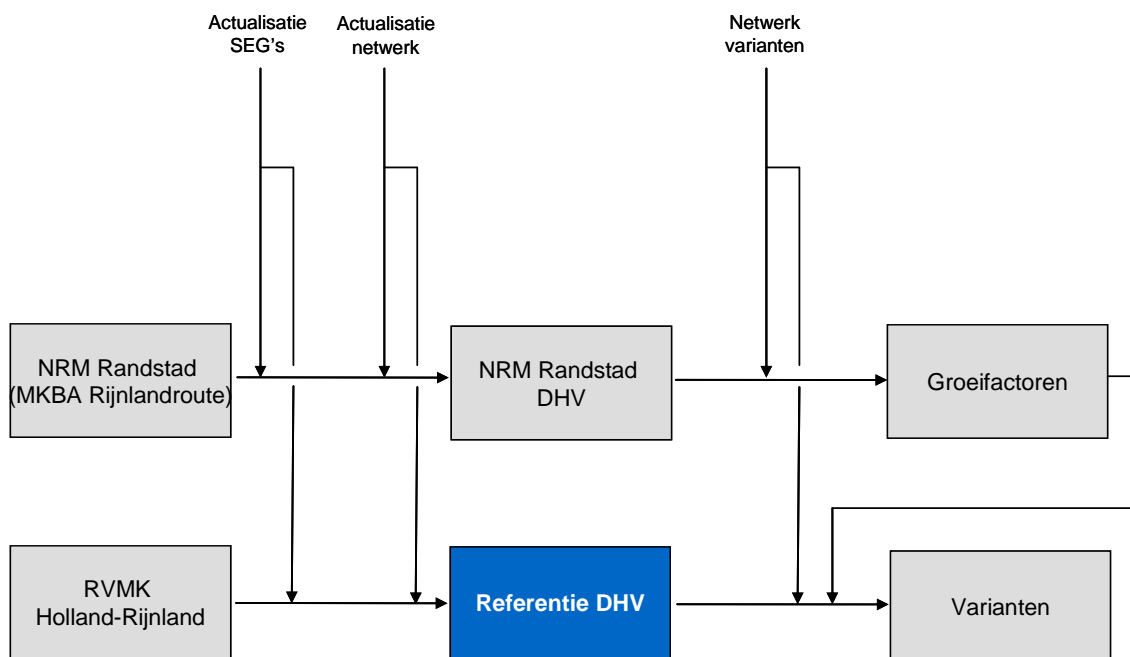 Actualisatie
SEG's
Actualisatie
netwerk
Netwerk
varianten
NRM Randstad
(MKBA Rijnlandroute)
NRM Randstad
DHV
Groeifactoren
RVMK
Holland-Rijnland
Referentie DHV
Varianten